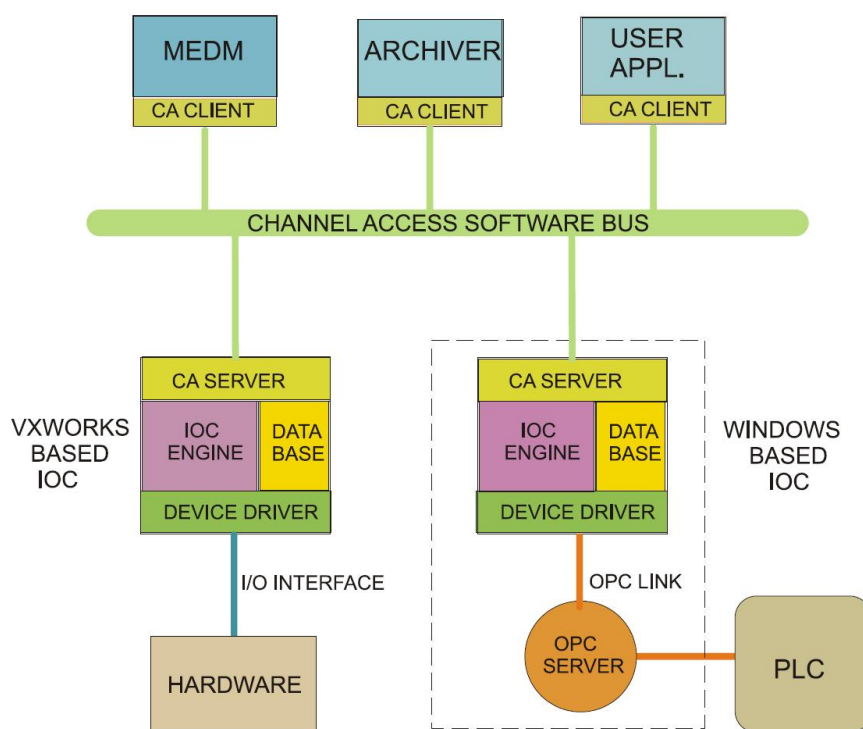 MEDM
CA CLIENT
ARCHIVER
CA CLIENT
USER
APPL.
CA CLIENT
CHANNEL ACCESS SOFTWARE BUS
VXWORKS
BASED
IOC
CA SERVER
IOC
ENGINE
DATA
BASE
DEVICE DRIVER
I/O INTERFACE
HARDWARE
CA SERVER
IOC
ENGINE
DATA
BASE
DEVICE DRIVER
WINDOWS
BASED
IOC
OPC LINK
OPC
SERVER
PLC